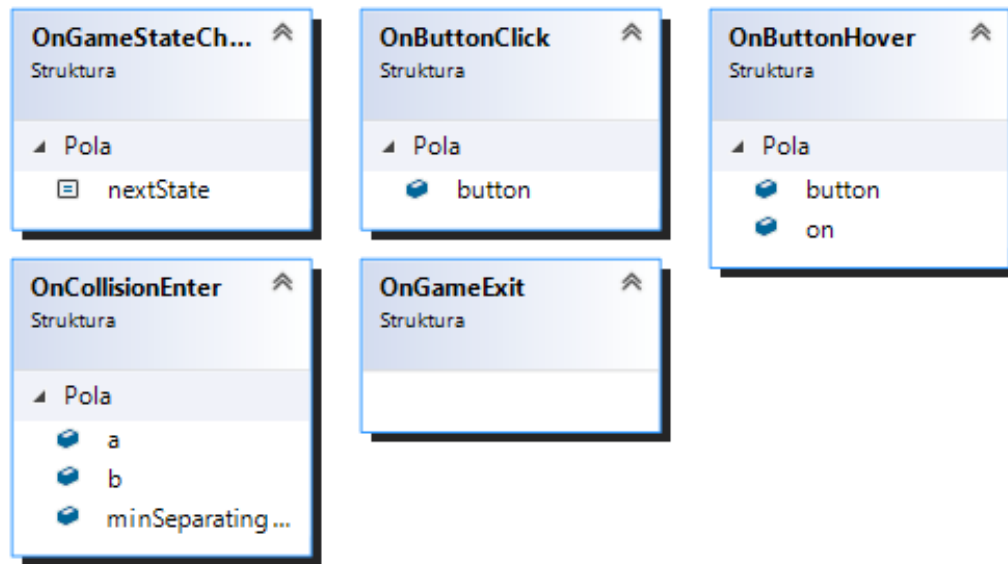 OnGameStateCh...
Struktura
Pola
nextState
OnButtonClick
Struktura
Pola
button
OnButtonHover
Struktura
Pola
button
on
OnCollisionEnter
Struktura
Pola
a
b
minSeparating...
OnGameExit
Struktura